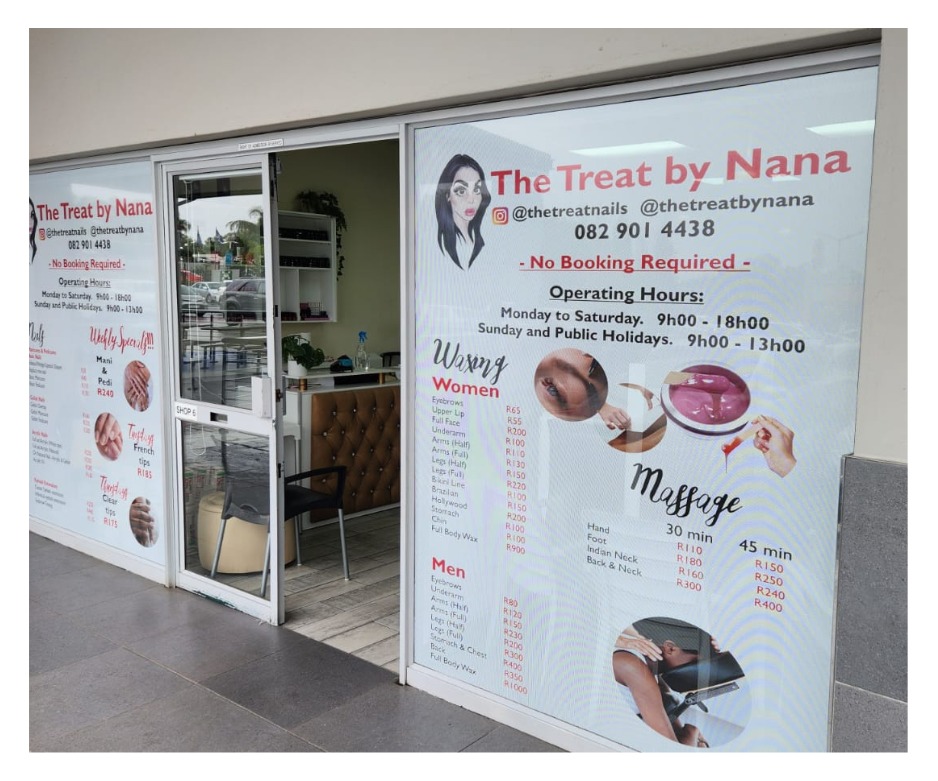 The Treat by Nana
@thetreatnails @thetreatbynana
082 901 4438
- No Booking Required -
Operating Hours:
Monday to Saturday. 9h00 - 18h00
Sunday and Public Holidays. 9h00 - 13h00
Nails
Weekly Specials!!!
Mani
&
Pedi
R240
Tuesday
French
tips
R185
Thursday
Clear
tips
R175
SHOP 6
The Treat by Nana
@thetreatnails @thetreatbynana
082 901 4438
- No Booking Required -
Operating Hours:
Monday to Saturday. 9h00 - 18h00
Sunday and Public Holidays. 9h00 - 13h00
Waxing
Women
Eyebrows R65
Upper Lip R55
Full Face R200
Underarm R100
Arms (Half) R110
Arms (Full) R130
Legs (Half) R150
Legs (Full) R220
Bikini Line R100
Brazilian R150
Hollywood R200
Stomach R100
Chin R100
Full Body Wax R900
Men
Eyebrows R80
Underarm R120
Arms (Half) R150
Arms (Full) R230
Legs (Half) R200
Legs (Full) R300
Stomach & Chest R400
Back R350
Full Body Wax R1000
Massage
30 min 45 min
Hand R110 R150
Foot R180 R250
Indian Neck R160 R240
Back & Neck R300 R400